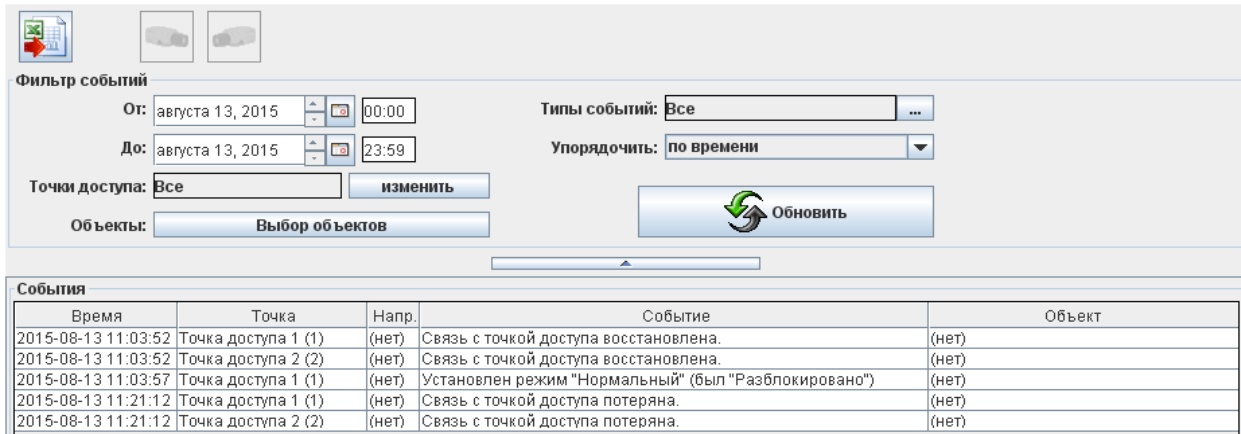 Фильтр событий
От: августа 13, 2015 00:00 Типы событий: Все ...
До: августа 13, 2015 23:59 Упорядочить: по времени
Точки доступа: Все изменить
Обновить
Объекты: Выбор объектов
События
Время Точка Напр. Событие Объект
2015-08-13 11:03:52 Точка доступа 1 (1) (нет) Связь с точкой доступа восстановлена. (нет)
2015-08-13 11:03:52 Точка доступа 2 (2) (нет) Связь с точкой доступа восстановлена. (нет)
2015-08-13 11:03:57 Точка доступа 1 (1) (нет) Установлен режим "Нормальный" (был "Разблокировано") (нет)
2015-08-13 11:21:12 Точка доступа 1 (1) (нет) Связь с точкой доступа потеряна. (нет)
2015-08-13 11:21:12 Точка доступа 2 (2) (нет) Связь с точкой доступа потеряна. (нет)